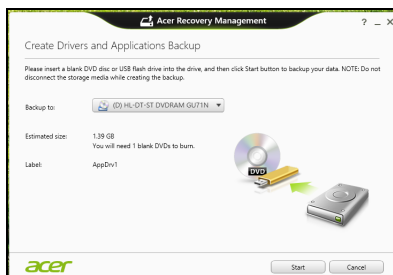 Acer Recovery Management
? _ X
Create Drivers and Applications Backup
Please insert a blank DVD disc or USB flash drive into the drive, and then click Start button to backup your data. NOTE: Do not
disconnect the storage media while creating the backup.
Backup to: (D) HL-DT-ST DVDRAM GU71N
Estimated size: 1.39 GB
You will need 1 blank DVDs to burn.
Label: AppDrv1
DVD
acer
Start Cancel